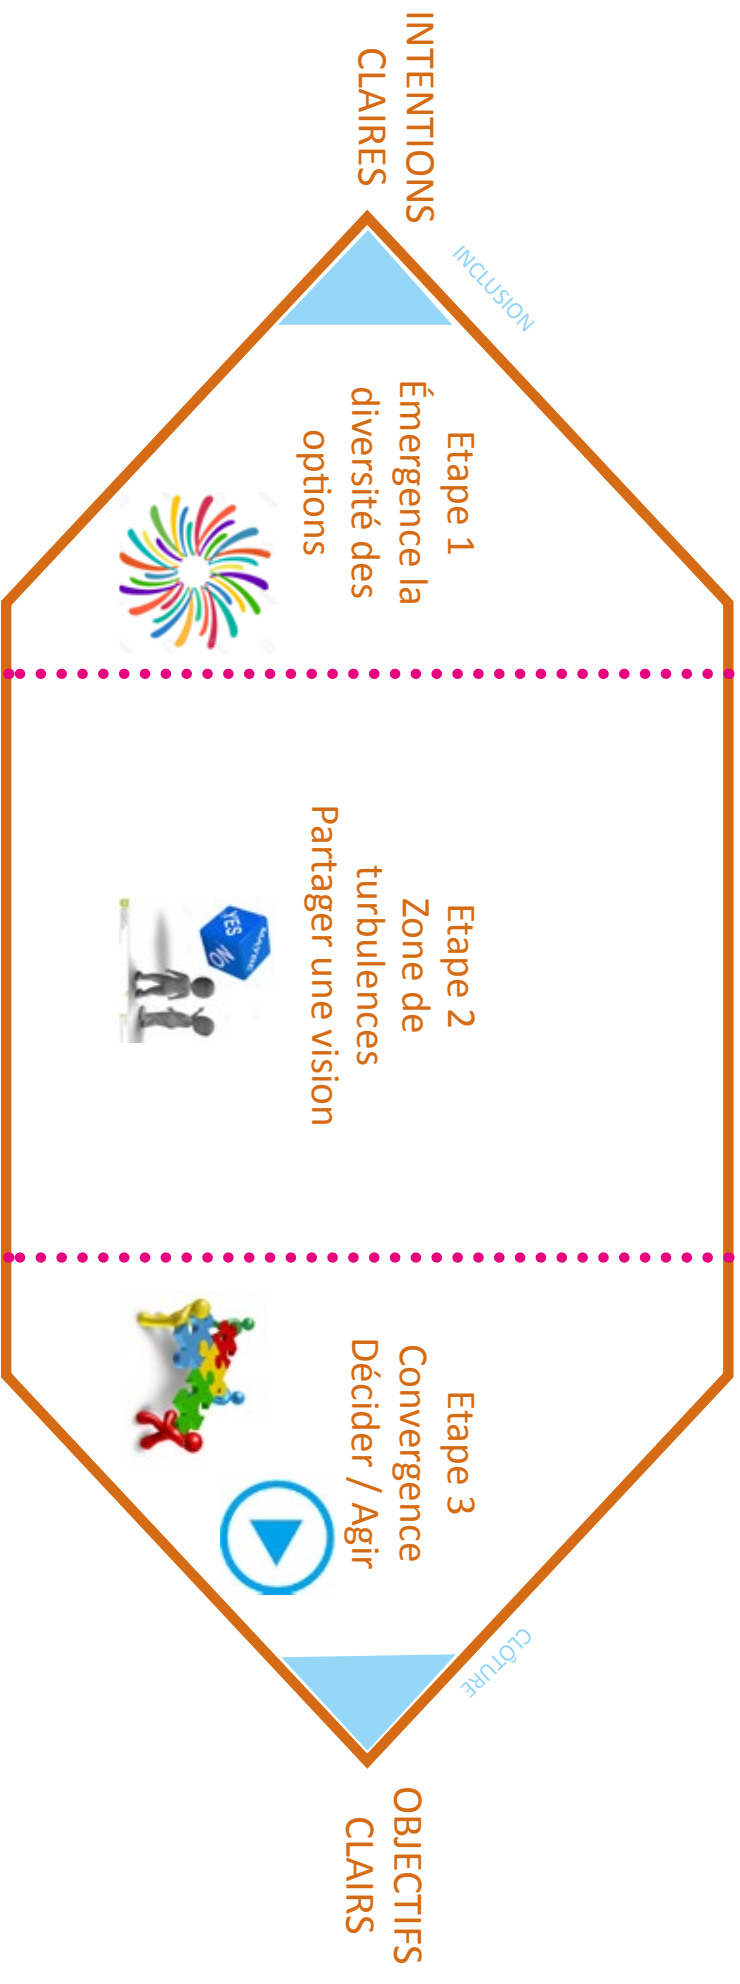 INTENTIONS
CLAIRES
INCLUSION
Etape 1
Émergence la
diversité des
options
Etape 2
Zone de
turbulences
Partager une vision
YES
NO
MAYBE
Etape 3
Convergence
Décider / Agir
CLÔTURE
OBJECTIFS
CLAIRS